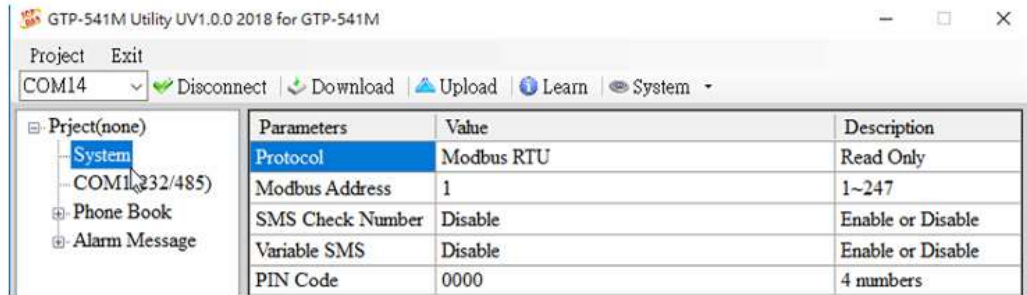 GTP-541M Utility UV1.0.0 2018 for GTP-541M
Project Exit
COM14 Disconnect Download Upload Learn System
Prject(none)
System
COM1(232/485)
Phone Book
Alarm Message
Parameters Value Description
Protocol Modbus RTU Read Only
Modbus Address 1 1~247
SMS Check Number Disable Enable or Disable
Variable SMS Disable Enable or Disable
PIN Code 0000 4 numbers